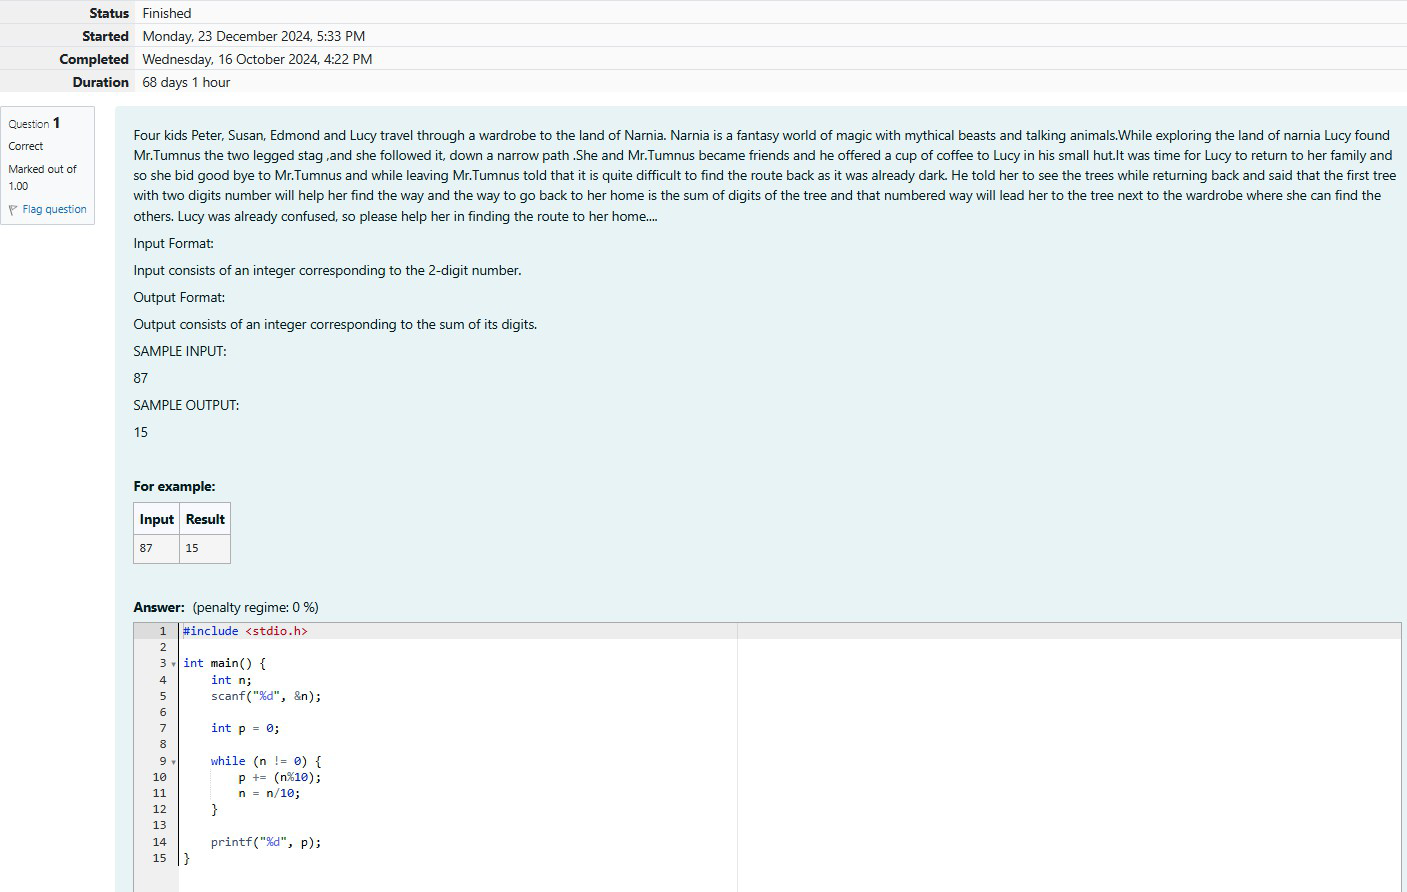 Status Finished
Started Monday, 23 December 2024, 5:33 PM
Completed Wednesday, 16 October 2024, 4:22 PM
Duration 68 days 1 hour
Question 1
Correct
Marked out of
1.00
Flag question
Four kids Peter, Susan, Edmond and Lucy travel through a wardrobe to the land of Narnia. Narnia is a fantasy world of magic with mythical beasts and talking animals.While exploring the land of narnia Lucy found
Mr.Tumnus the two legged stag ,and she followed it, down a narrow path .She and Mr.Tumnus became friends and he offered a cup of coffee to Lucy in his small hut.It was time for Lucy to return to her family and
so she bid good bye to Mr.Tumnus and while leaving Mr.Tumnus told that it is quite difficult to find the route back as it was already dark. He told her to see the trees while returning back and said that the first tree
with two digits number will help her find the way and the way to go back to her home is the sum of digits of the tree and that numbered way will lead her to the tree next to the wardrobe where she can find the
others. Lucy was already confused, so please help her in finding the route to her home....
Input Format:
Input consists of an integer corresponding to the 2-digit number.
Output Format:
Output consists of an integer corresponding to the sum of its digits.
SAMPLE INPUT:
87
SAMPLE OUTPUT:
15
For example:
Input Result
87 15
Answer: (penalty regime: 0 %)
1 #include <stdio.h>
2
3 int main() {
4 int n;
5 scanf("%d", &n);
6
7 int p = 0;
8
9 while (n != 0) {
10 p += (n%10);
11 n = n/10;
12 }
13
14 printf("%d", p);
15 }